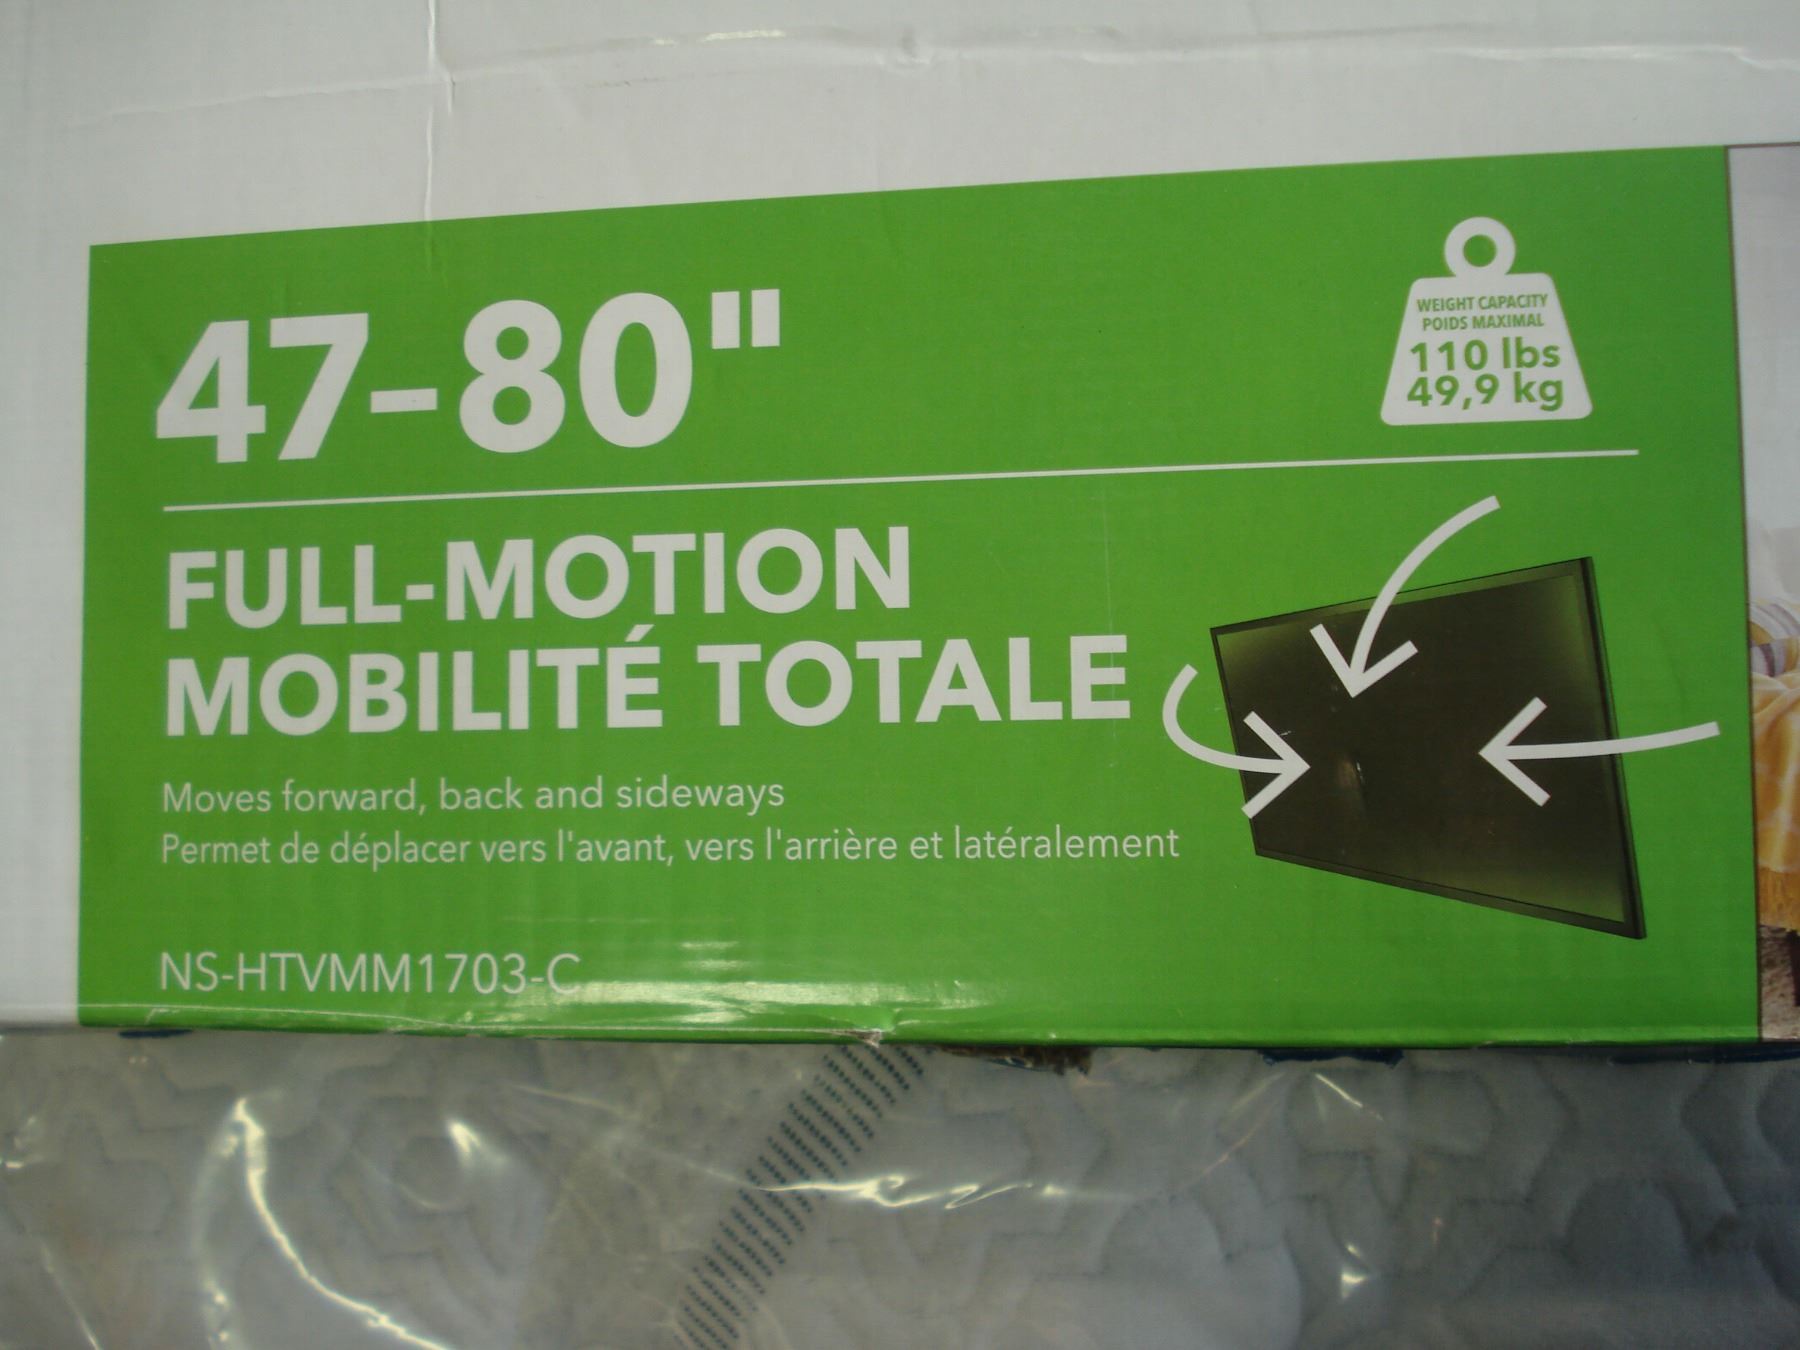 47-80"
WEIGHT CAPACITY
POIDS MAXIMAL
110 lbs
49,9 kg
FULL-MOTION
MOBILITÉ TOTALE
Moves forward, back and sideways
Permet de déplacer vers l'avant, vers l'arrière et latéralement
NS-HTVMM1703-C